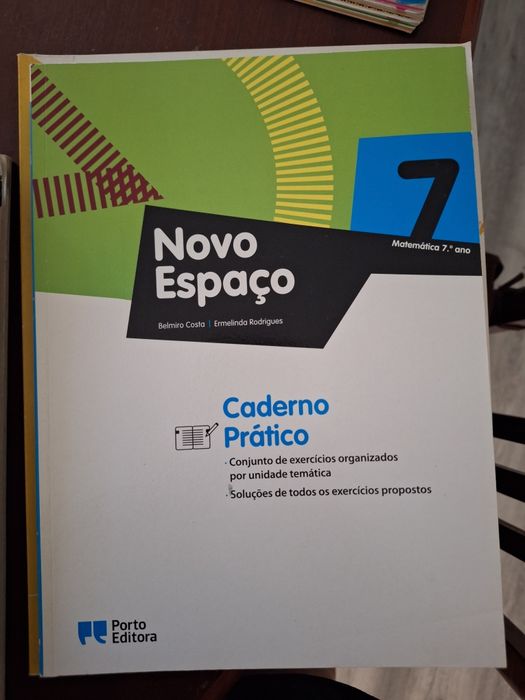 7
Matemática 7.º ano
Novo
Espaço
Belmiro Costa | Ermelinda Rodrigues
Caderno
Prático
· Conjunto de exercícios organizados
por unidade temática
· Soluções de todos os exercícios propostos
Porto
Editora